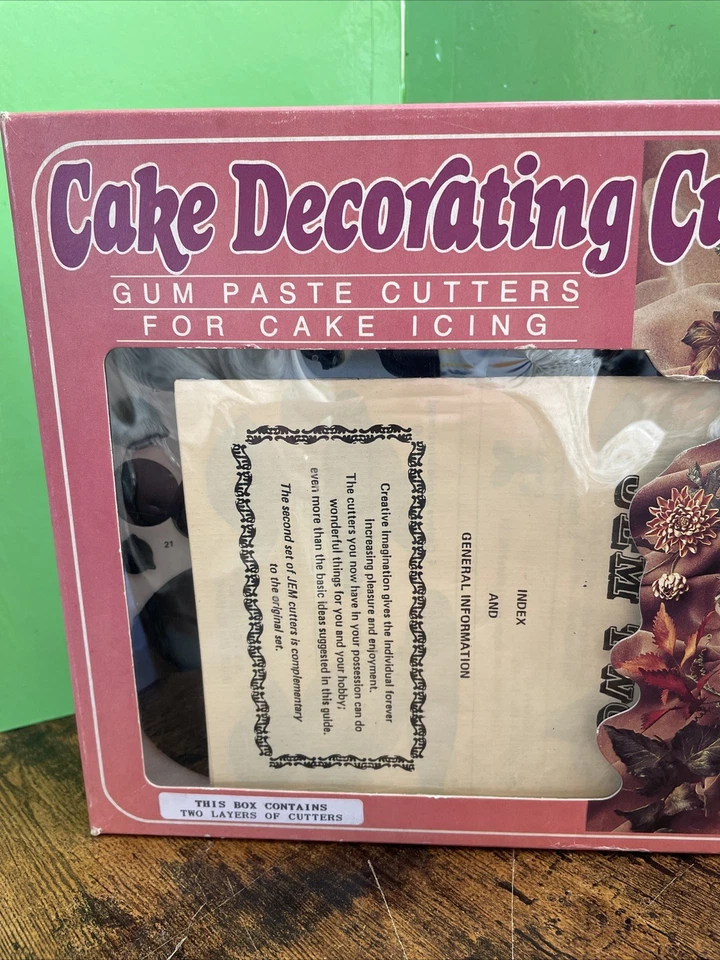 Cake Decorating Cu
GUM PASTE CUTTERS
FOR CAKE ICING
21
JEM TWO
INDEX
AND
GENERAL INFORMATION
Creative Imagination gives the Individual forever
Increasing pleasure and enjoyment.
The cutters you now have in your possession can do
wonderful things for you and your hobby;
even more than the basic ideas suggested in this guide.
The second set of JEM cutters is complementary
to the original set.
THIS BOX CONTAINS
TWO LAYERS OF CUTTERS